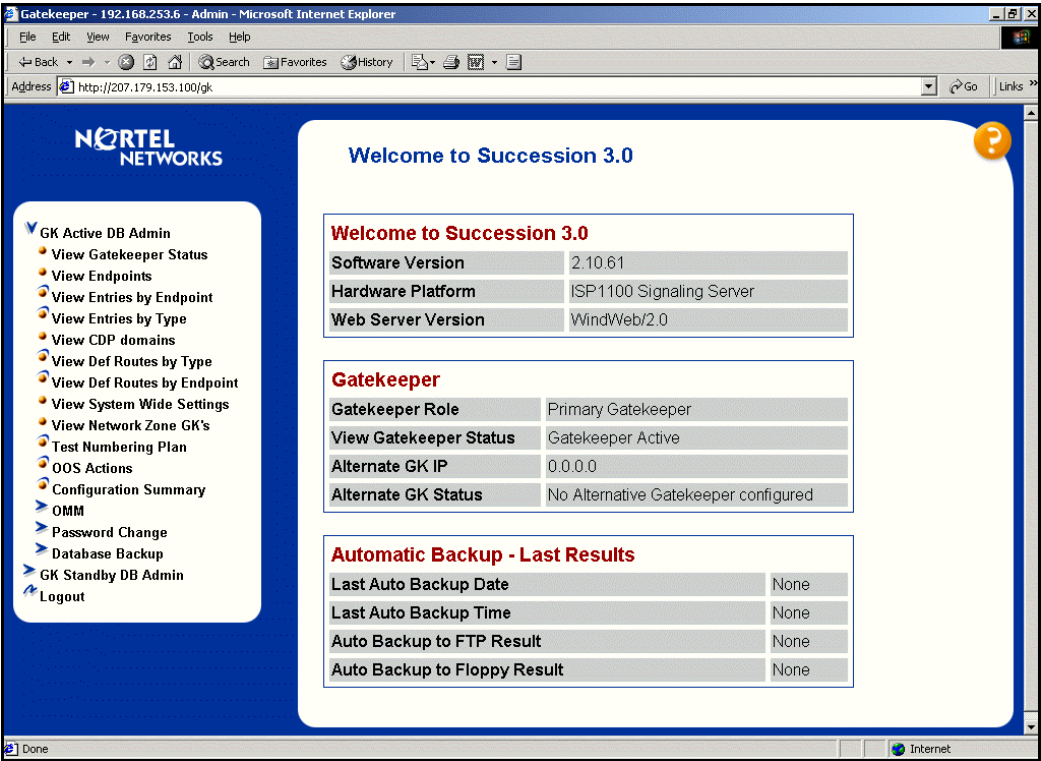 Gatekeeper - 192.168.253.6 - Admin - Microsoft Internet Explorer
File Edit View Favorites Tools Help
Back Search Favorites History
Address http://207.179.153.100/gk Go Links »
NORTEL
NETWORKS
Welcome to Succession 3.0
?
GK Active DB Admin
View Gatekeeper Status
View Endpoints
View Entries by Endpoint
View Entries by Type
View CDP domains
View Def Routes by Type
View Def Routes by Endpoint
View System Wide Settings
View Network Zone GK's
Test Numbering Plan
OOS Actions
Configuration Summary
OMM
Password Change
Database Backup
GK Standby DB Admin
Logout
Welcome to Succession 3.0
Software Version 2.10.61
Hardware Platform ISP1100 Signaling Server
Web Server Version WindWeb/2.0
Gatekeeper
Gatekeeper Role Primary Gatekeeper
View Gatekeeper Status Gatekeeper Active
Alternate GK IP 0.0.0.0
Alternate GK Status No Alternative Gatekeeper configured
Automatic Backup - Last Results
Last Auto Backup Date None
Last Auto Backup Time None
Auto Backup to FTP Result None
Auto Backup to Floppy Result None
Done Internet